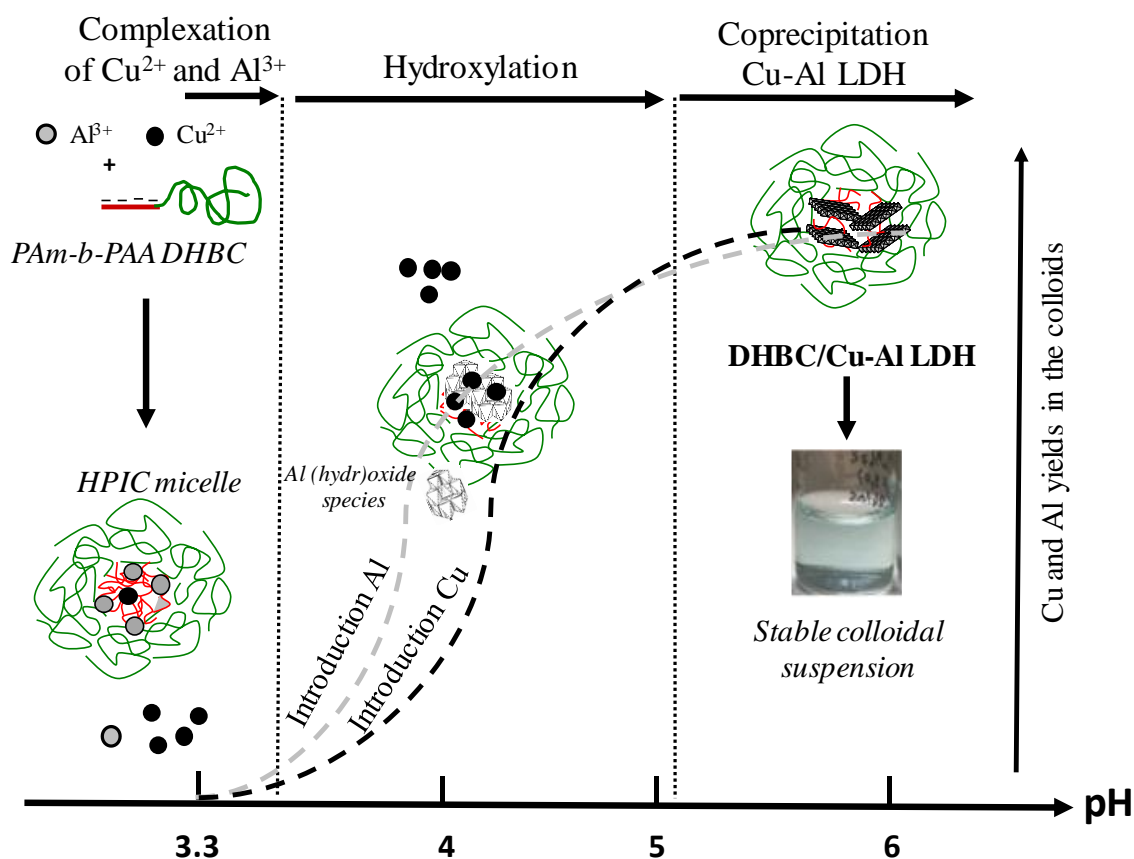 Complexation
of Cu²⁺ and Al³⁺
Hydroxylation
Coprecipitation
Cu-Al LDH
Al³⁺
Cu²⁺
+
PAm-b-PAA DHBC
HPIC micelle
Al (hydr)oxide
species
Introduction Al
Introduction Cu
DHBC/Cu-Al LDH
Stable colloidal
suspension
Cu and Al yields in the colloids
3.3
4
5
6
pH